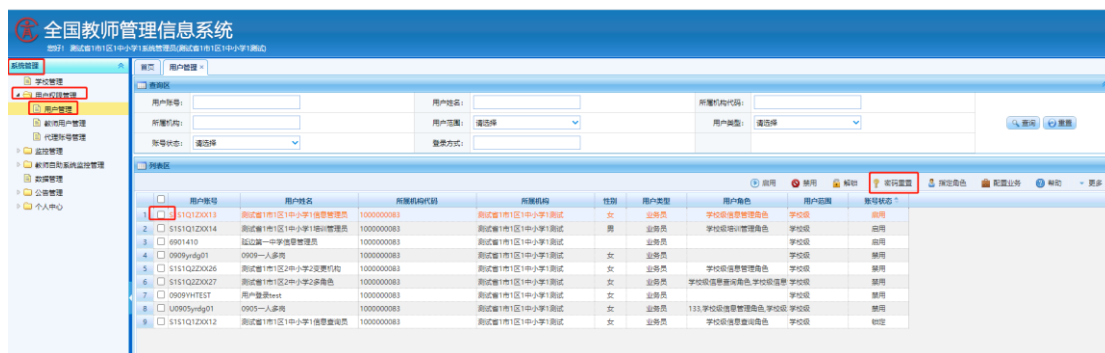 全国教师管理信息系统
您好! 测试省1市1区1中小学1系统管理员(测试省1市1区1中小学1测试)
系统管理
学校管理
用户权限管理
用户管理
教师用户管理
代理账号管理
监控管理
教师自助系统监控管理
数据管理
公告管理
个人中心
首页 用户管理 ×
查询区
用户账号: 用户姓名: 所属机构代码:
所属机构: 用户范围: 请选择 用户类型: 请选择 查询 重置
账号状态: 请选择 登录方式:
列表区
启用 禁用 解锁 密码重置 指定角色 配置业务 帮助 更多
用户账号 用户姓名 所属机构代码 所属机构 性别 用户类型 用户角色 用户范围 账号状态
1 S1S1Q1ZXX13 测试省1市1区1中小学1信息管理员 1000000083 测试省1市1区1中小学1测试 女 业务员 学校级信息管理角色 学校级 启用
2 S1S1Q1ZXX14 测试省1市1区1中小学1培训管理员 1000000083 测试省1市1区1中小学1测试 男 业务员 学校级培训管理角色 学校级 启用
3 6901410 延边第一中学信息管理员 1000000083 测试省1市1区1中小学1测试 业务员 学校级 启用
4 0909yrdg01 0909一人多岗 1000000083 测试省1市1区1中小学1测试 女 业务员 学校级 禁用
5 S1S1Q2ZXX26 测试省1市1区2中小学2变更机构 1000000083 测试省1市1区1中小学1测试 女 业务员 学校级信息管理角色 学校级 禁用
6 S1S1Q2ZXX27 测试省1市1区2中小学2多角色 1000000083 测试省1市1区1中小学1测试 女 业务员 学校级信息查询角色,学校级信息 学校级 禁用
7 0909YHTEST 用户登录test 1000000083 测试省1市1区1中小学1测试 女 业务员 学校级 禁用
8 U0905yrdg01 0905一人多岗 1000000083 测试省1市1区1中小学1测试 女 业务员 133,学校级信息管理角色,学校级 学校级 禁用
9 S1S1Q1ZXX12 测试省1市1区1中小学1信息查询员 1000000083 测试省1市1区1中小学1测试 女 业务员 学校级信息查询角色 学校级 锁定